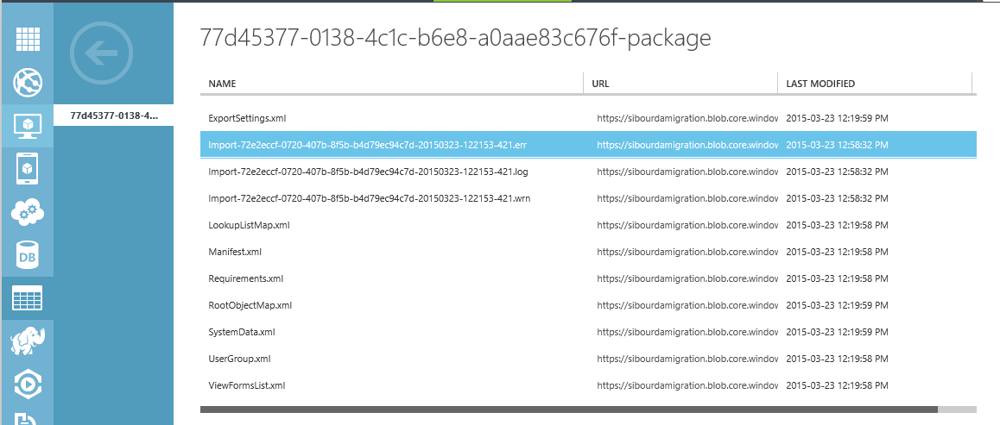 77d45377-0138-4c1c-b6e8-a0aae83c676f-package
77d45377-0138-4...
NAME URL LAST MODIFIED
ExportSettings.xml https://sibourdamigration.blob.core.window 2015-03-23 12:19:59 PM
Import-72e2eccf-0720-407b-8f5b-b4d79ec94c7d-20150323-122153-421.err https://sibourdamigration.blob.core.window 2015-03-23 12:58:32 PM
Import-72e2eccf-0720-407b-8f5b-b4d79ec94c7d-20150323-122153-421.log https://sibourdamigration.blob.core.window 2015-03-23 12:58:32 PM
Import-72e2eccf-0720-407b-8f5b-b4d79ec94c7d-20150323-122153-421.wrn https://sibourdamigration.blob.core.window 2015-03-23 12:58:32 PM
LookupListMap.xml https://sibourdamigration.blob.core.window 2015-03-23 12:19:58 PM
Manifest.xml https://sibourdamigration.blob.core.window 2015-03-23 12:19:58 PM
Requirements.xml https://sibourdamigration.blob.core.window 2015-03-23 12:19:58 PM
RootObjectMap.xml https://sibourdamigration.blob.core.window 2015-03-23 12:19:59 PM
SystemData.xml https://sibourdamigration.blob.core.window 2015-03-23 12:19:59 PM
UserGroup.xml https://sibourdamigration.blob.core.window 2015-03-23 12:19:58 PM
ViewFormsList.xml https://sibourdamigration.blob.core.window 2015-03-23 12:19:58 PM
DB